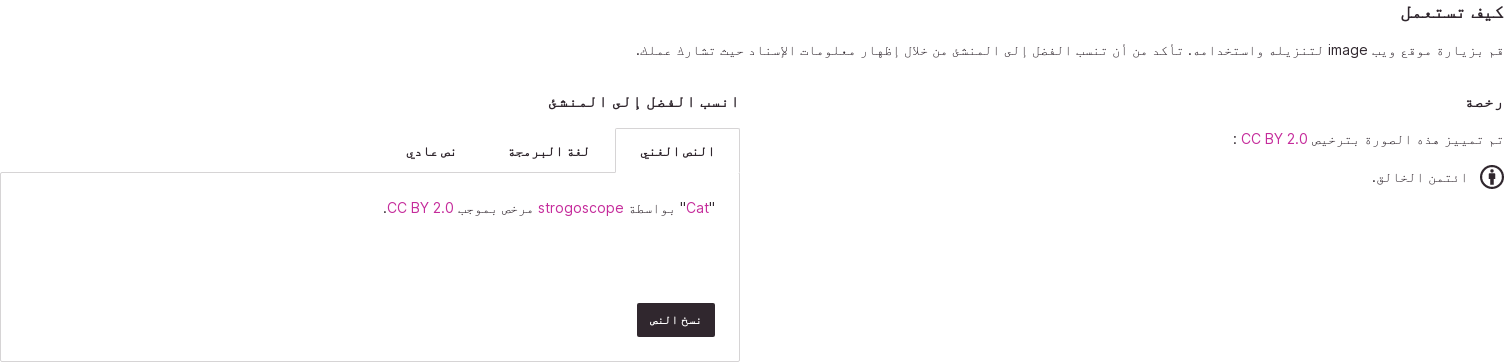 كيف تستعمل
قم بزيارة موقع ويب image لتنزيله واستخدامه. تأكد من أن تنسب الفضل إلى المنشئ من خلال إظهار معلومات الإسناد حيث تشارك عملك.
رخصة
تم تمييز هذه الصورة بترخيص CC BY 2.0 :
ائتمن الخالق.
انسب الفضل إلى المنشئ
النص الغني
لغة البرمجة
نص عادي
"Cat" بواسطة strogoscope مرخص بموجب CC BY 2.0.
نسخ النص